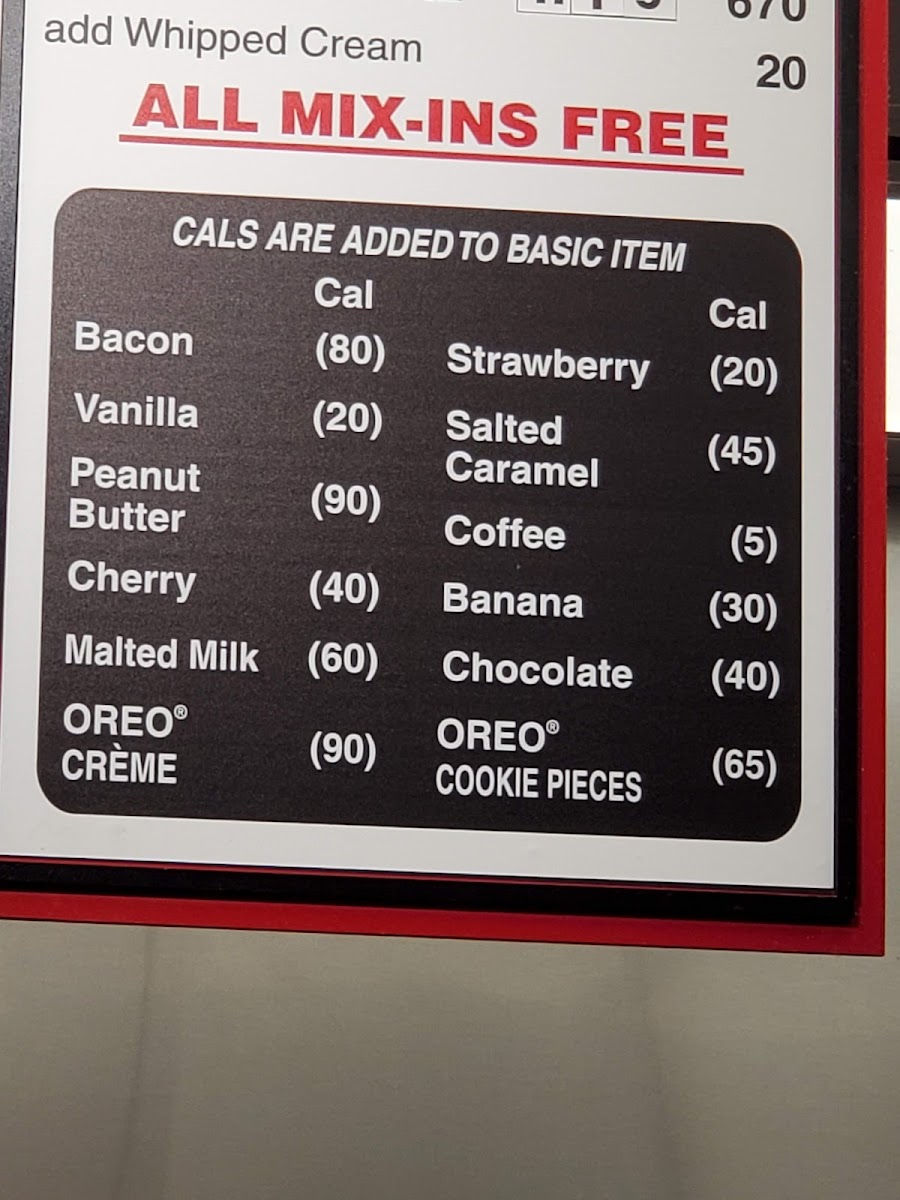 670
add Whipped Cream 20
ALL MIX-INS FREE
CALS ARE ADDED TO BASIC ITEM
Cal Cal
Bacon (80) Strawberry (20)
Vanilla (20) Salted
Caramel (45)
Peanut
Butter (90) Coffee (5)
Cherry (40) Banana (30)
Malted Milk (60) Chocolate (40)
OREO®
CRÈME (90) OREO®
COOKIE PIECES (65)